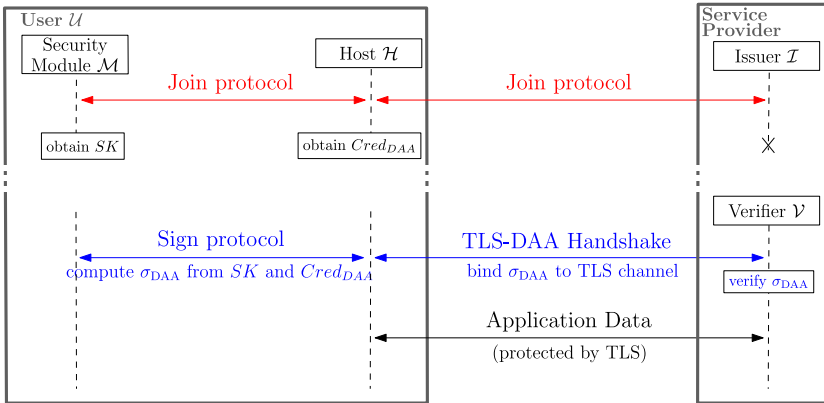 User 𝒰
Service
Provider
Security
Module ℳ
Host ℋ
Issuer ℐ
Join protocol
Join protocol
obtain SK
obtain Cred_DAA
Verifier 𝒱
Sign protocol
TLS-DAA Handshake
compute σ_DAA from SK and Cred_DAA
bind σ_DAA to TLS channel
verify σ_DAA
Application Data
(protected by TLS)